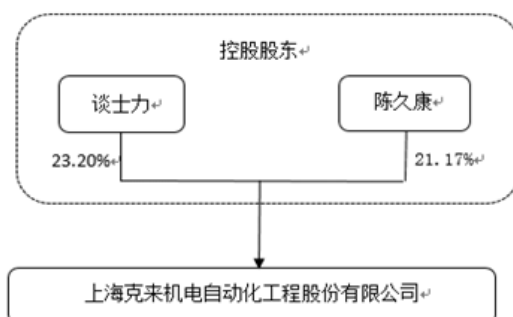 控股股东
谈士力 陈久康
23.20% 21.17%
上海克来机电自动化工程股份有限公司